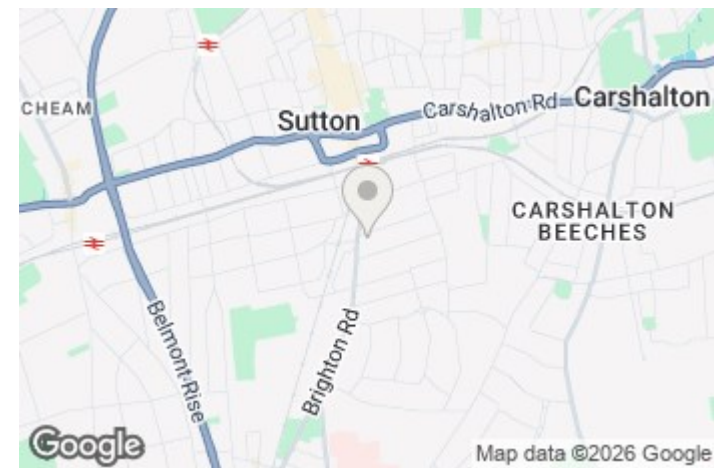 CHEAM
Sutton
Carshalton Rd
Carshalton
CARSHALTON
BEECHES
Belmont Rise
Brighton Rd
Google
Map data ©2026 Google